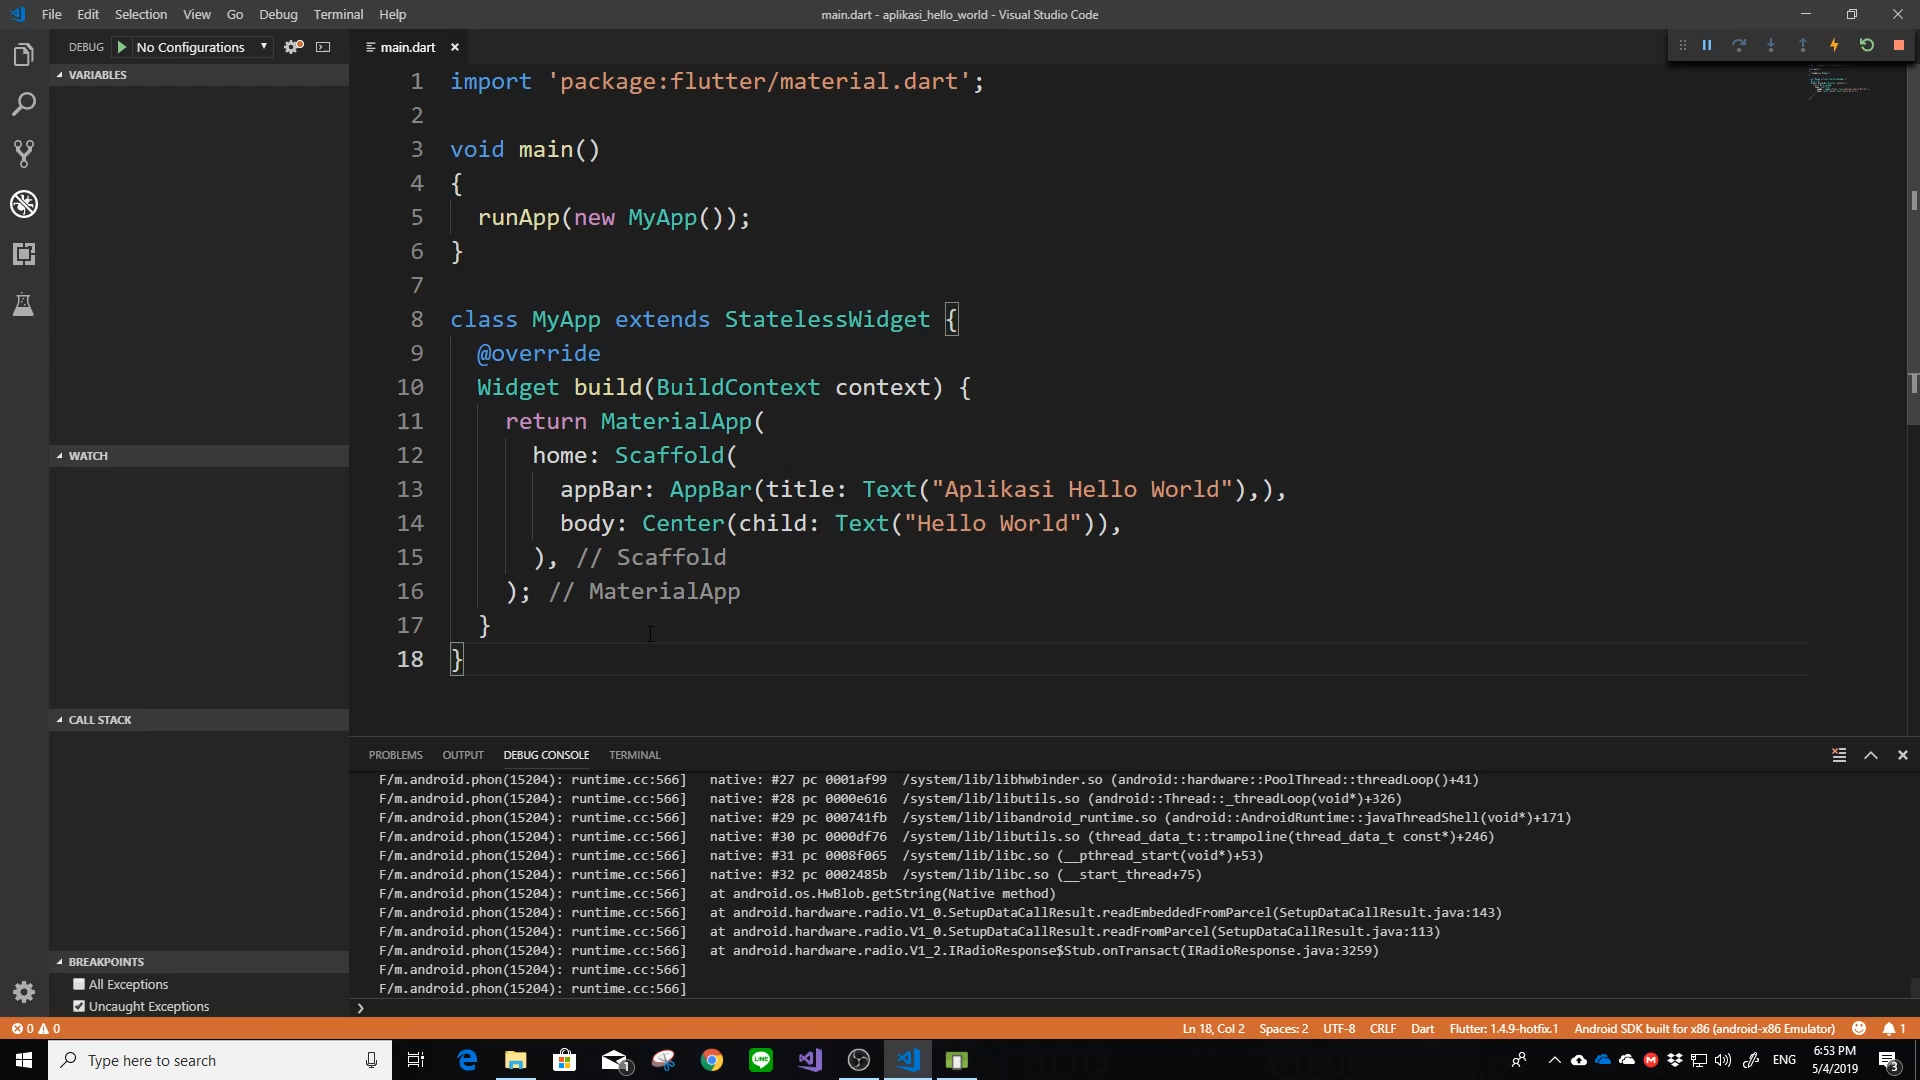 File Edit Selection View Go Debug Terminal Help
main.dart - aplikasi_hello_world - Visual Studio Code
DEBUG No Configurations
main.dart
VARIABLES
WATCH
CALL STACK
BREAKPOINTS
All Exceptions
Uncaught Exceptions
1 import 'package:flutter/material.dart';
2
3 void main()
4 {
5 runApp(new MyApp());
6 }
7
8 class MyApp extends StatelessWidget {
9 @override
10 Widget build(BuildContext context) {
11 return MaterialApp(
12 home: Scaffold(
13 appBar: AppBar(title: Text("Aplikasi Hello World"),),
14 body: Center(child: Text("Hello World")),
15 ), // Scaffold
16 ); // MaterialApp
17 }
18 }
PROBLEMS OUTPUT DEBUG CONSOLE TERMINAL
F/m.android.phon(15204): runtime.cc:566] native: #27 pc 0001af99 /system/lib/libhwbinder.so (android::hardware::PoolThread::threadLoop()+41)
F/m.android.phon(15204): runtime.cc:566] native: #28 pc 0000e616 /system/lib/libutils.so (android::Thread::_threadLoop(void*)+326)
F/m.android.phon(15204): runtime.cc:566] native: #29 pc 000741fb /system/lib/libandroid_runtime.so (android::AndroidRuntime::javaThreadShell(void*)+171)
F/m.android.phon(15204): runtime.cc:566] native: #30 pc 0000df76 /system/lib/libutils.so (thread_data_t::trampoline(thread_data_t const*)+246)
F/m.android.phon(15204): runtime.cc:566] native: #31 pc 0008f065 /system/lib/libc.so (__pthread_start(void*)+53)
F/m.android.phon(15204): runtime.cc:566] native: #32 pc 0002485b /system/lib/libc.so (__start_thread+75)
F/m.android.phon(15204): runtime.cc:566] at android.os.HwBlob.getString(Native method)
F/m.android.phon(15204): runtime.cc:566] at android.hardware.radio.V1_0.SetupDataCallResult.readEmbeddedFromParcel(SetupDataCallResult.java:143)
F/m.android.phon(15204): runtime.cc:566] at android.hardware.radio.V1_0.SetupDataCallResult.readFromParcel(SetupDataCallResult.java:113)
F/m.android.phon(15204): runtime.cc:566] at android.hardware.radio.V1_2.IRadioResponse$Stub.onTransact(IRadioResponse.java:3259)
F/m.android.phon(15204): runtime.cc:566]
F/m.android.phon(15204): runtime.cc:566]
0 0 Ln 18, Col 2 Spaces: 2 UTF-8 CRLF Dart Flutter: 1.4.9-hotfix.1 Android SDK built for x86 (android-x86 Emulator) 1
Type here to search
1
LINE
ENG
6:53 PM
5/4/2019
3